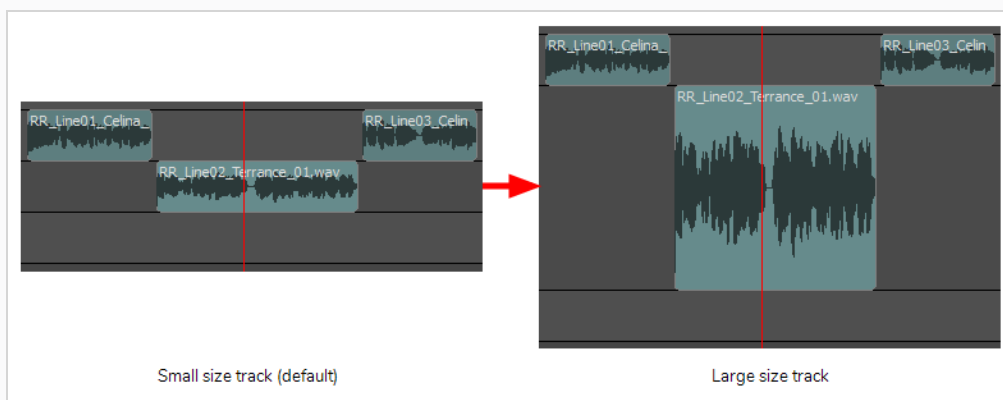 RR_Line01_Celina_
RR_Line03_Celin
RR_Line02_Terrance_01.wav
RR_Line01_Celina_
RR_Line03_Celin
RR_Line02_Terrance_01.wav
Small size track (default)
Large size track